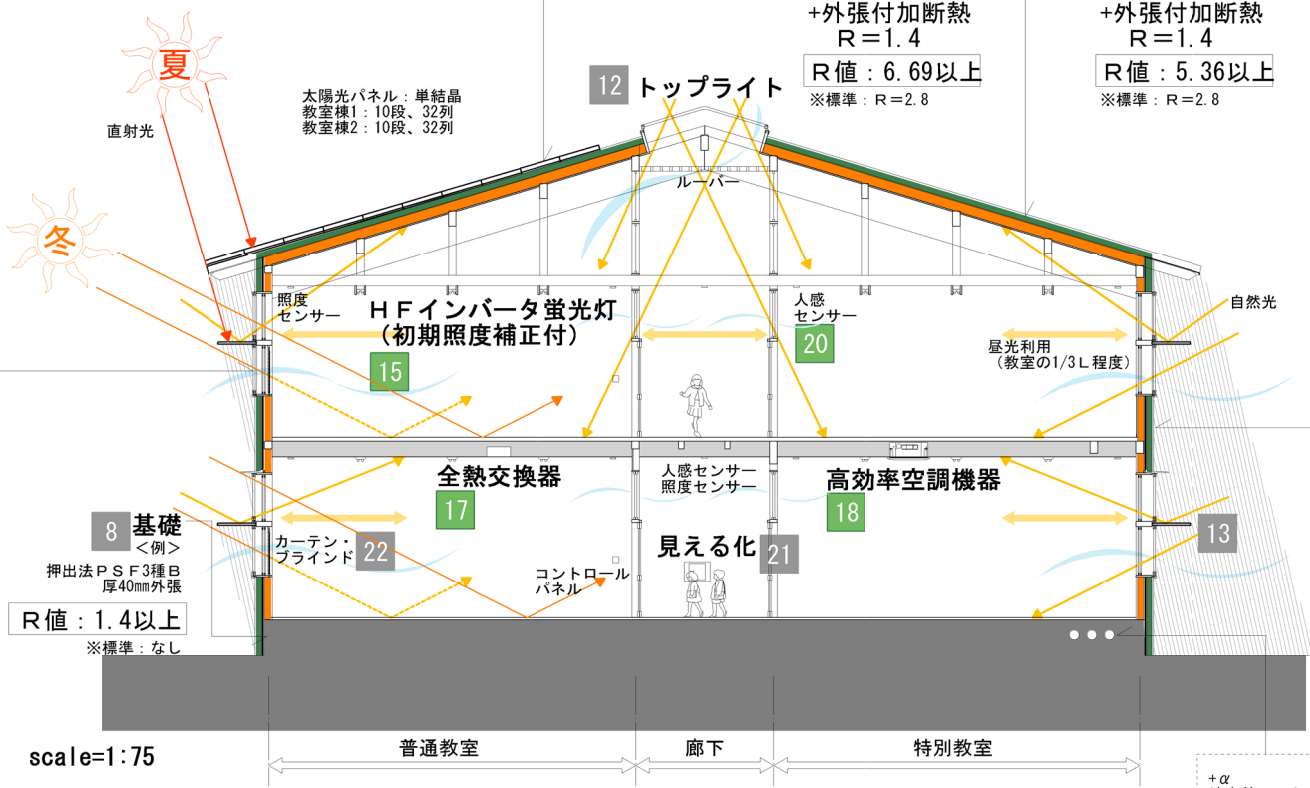 +外張付加断熱
R=1.4
R値：6.69以上
※標準：R=2.8
+外張付加断熱
R=1.4
R値：5.36以上
※標準：R=2.8
夏
直射光
太陽光パネル：単結晶
教室棟1：10段、32列
教室棟2：10段、32列
12 トップライト
ルーバー
冬
照度
センサー
HFインバータ蛍光灯
（初期照度補正付）
15
人感
センサー
20
自然光
昼光利用
（教室の1/3L程度）
全熱交換器
17
人感センサー
照度センサー
高効率空調機器
18
8 基礎
＜例＞
押出法PSF3種B
厚40mm外張
R値：1.4以上
※標準：なし
カーテン・
ブラインド 22
見える化 21
13
コントロール
パネル
scale=1:75
普通教室
廊下
特別教室
+α